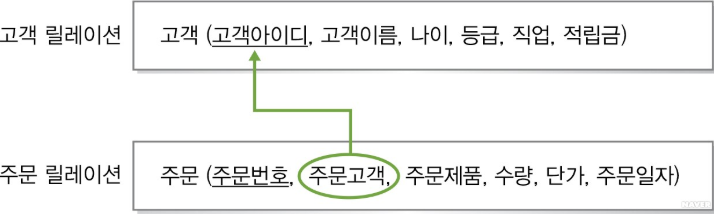 고객 릴레이션 고객 (고객아이디, 고객이름, 나이, 등급, 직업, 적립금)
주문 릴레이션 주문 (주문번호, 주문고객, 주문제품, 수량, 단가, 주문일자)
NAVER